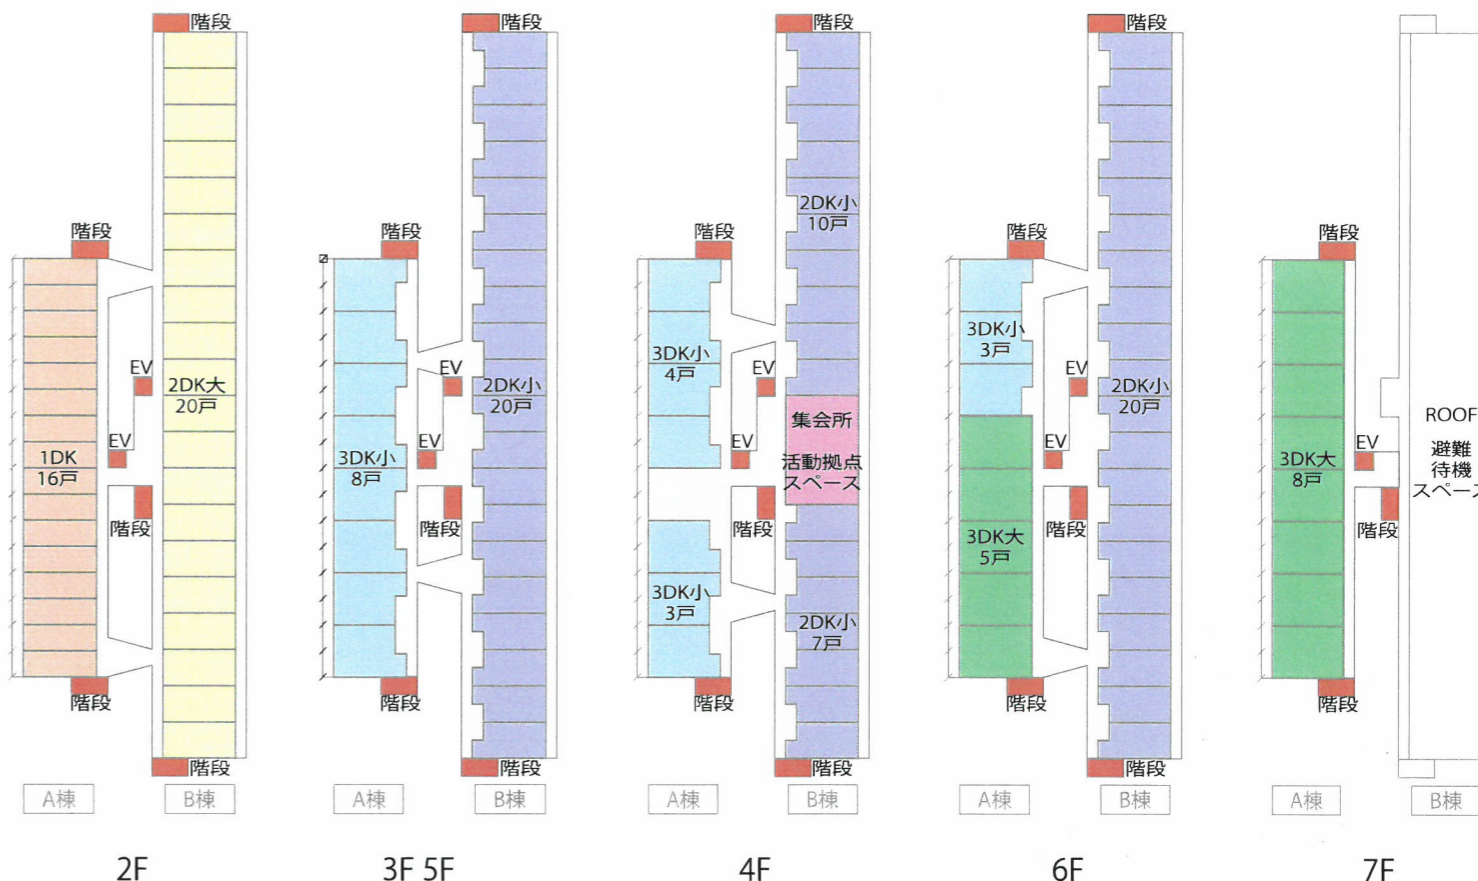 階段
階段
EV
2DK大
20戸
EV
1DK
16戸
階段
階段
階段
A棟
B棟
2F
階段
階段
EV
2DK小
20戸
EV
3DK小
8戸
階段
階段
階段
A棟
B棟
3F 5F
階段
2DK小
10戸
階段
3DK小
4戸
EV
集会所
EV
活動拠点
スペース
階段
3DK小
3戸
2DK小
7戸
階段
階段
A棟
B棟
4F
階段
階段
3DK小
3戸
EV
2DK小
20戸
EV
階段
3DK大
5戸
階段
階段
A棟
B棟
6F
階段
ROOF
避難
待機
スペース
EV
3DK大
8戸
階段
階段
A棟
B棟
7F